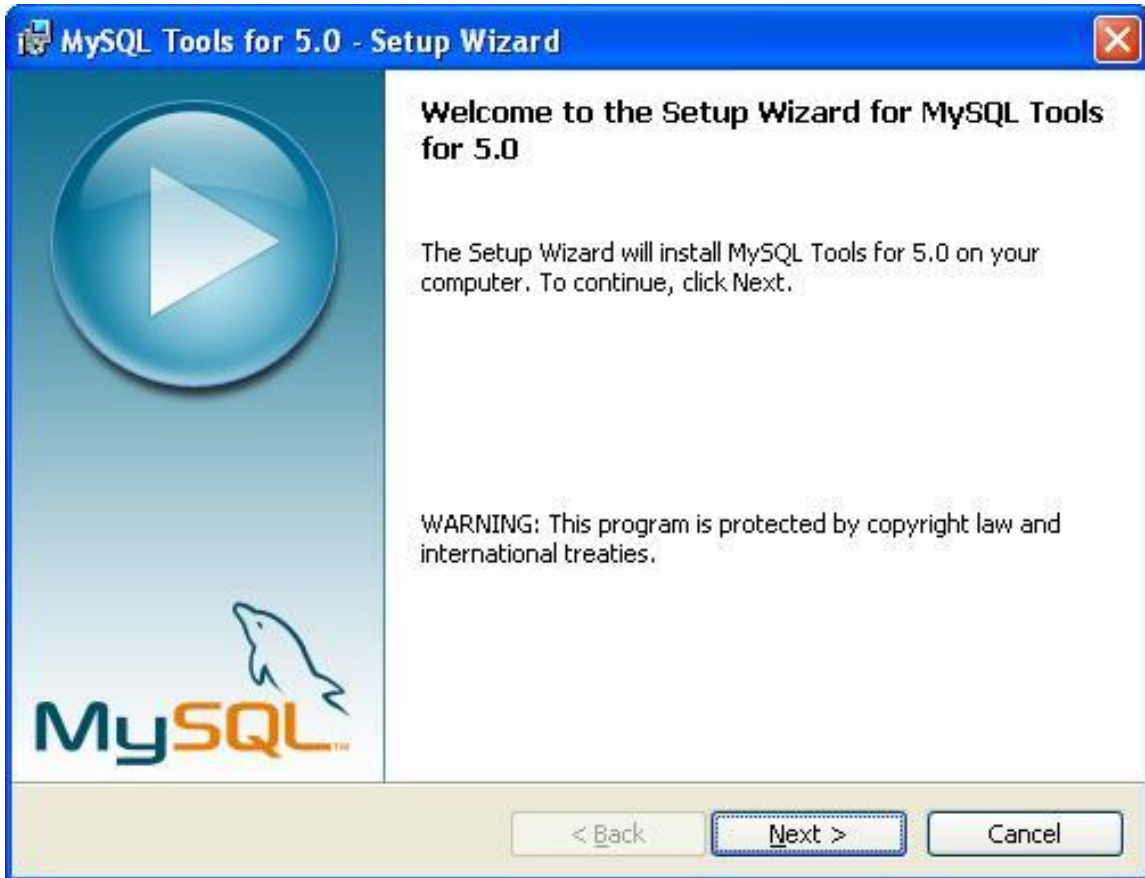 MySQL Tools for 5.0 - Setup Wizard
Welcome to the Setup Wizard for MySQL Tools
for 5.0
The Setup Wizard will install MySQL Tools for 5.0 on your
computer. To continue, click Next.
WARNING: This program is protected by copyright law and
international treaties.
MySQL™
< Back
Next >
Cancel